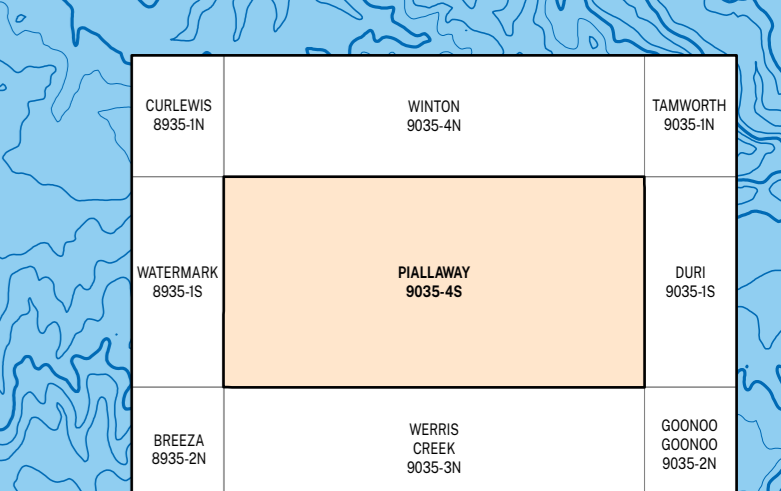 CURLEWIS
8935-1N
WINTON
9035-4N
TAMWORTH
9035-1N
WATERMARK
8935-1S
PIALLAWAY
9035-4S
DURI
9035-1S
BREEZA
8935-2N
WERRIS
CREEK
9035-3N
GOONOO
GOONOO
9035-2N